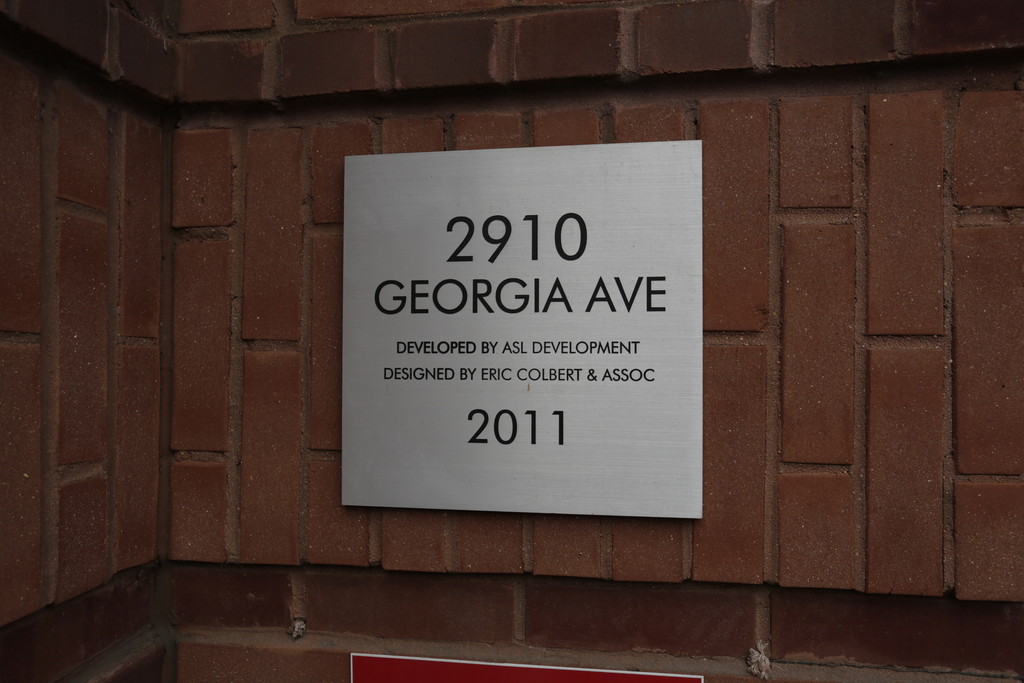 2910
GEORGIA AVE
DEVELOPED BY ASL DEVELOPMENT
DESIGNED BY ERIC COLBERT & ASSOC
2011